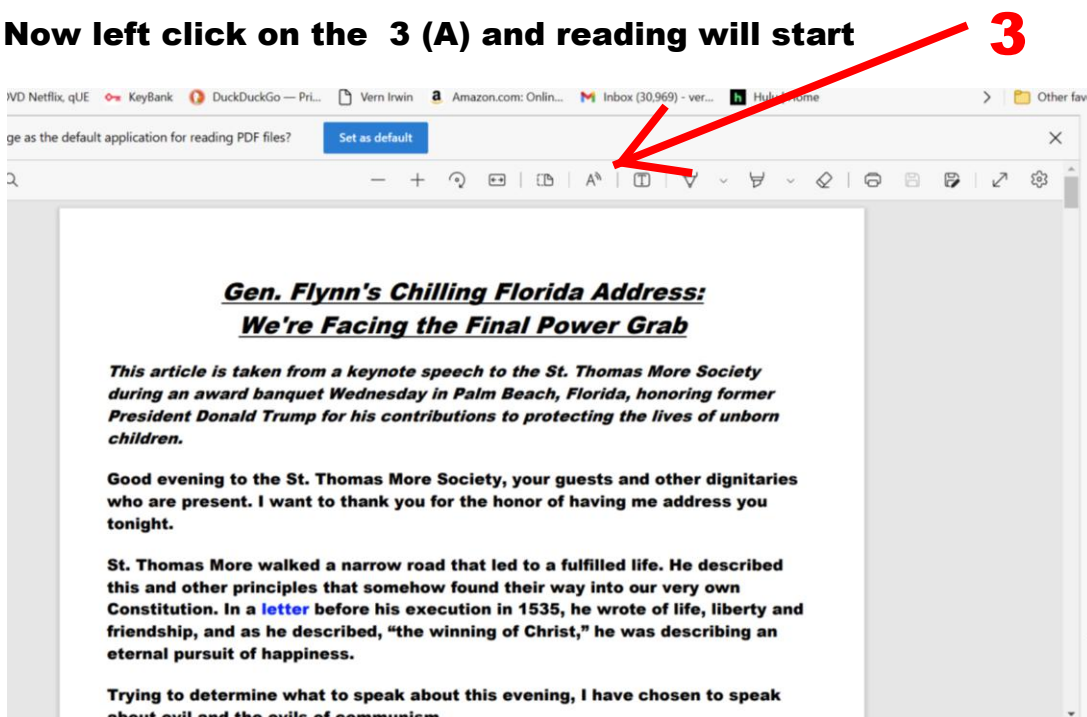 Now left click on the 3 (A) and reading will start 3
OVD Netflix, qUE KeyBank DuckDuckGo — Pri... Vern Irwin Amazon.com: Onlin... Inbox (30,969) - ver... Hulu Home Other fav
ge as the default application for reading PDF files? Set as default
Gen. Flynn's Chilling Florida Address:
We're Facing the Final Power Grab
This article is taken from a keynote speech to the St. Thomas More Society
during an award banquet Wednesday in Palm Beach, Florida, honoring former
President Donald Trump for his contributions to protecting the lives of unborn
children.
Good evening to the St. Thomas More Society, your guests and other dignitaries
who are present. I want to thank you for the honor of having me address you
tonight.
St. Thomas More walked a narrow road that led to a fulfilled life. He described
this and other principles that somehow found their way into our very own
Constitution. In a letter before his execution in 1535, he wrote of life, liberty and
friendship, and as he described, “the winning of Christ,” he was describing an
eternal pursuit of happiness.
Trying to determine what to speak about this evening, I have chosen to speak
about evil and the evils of communism